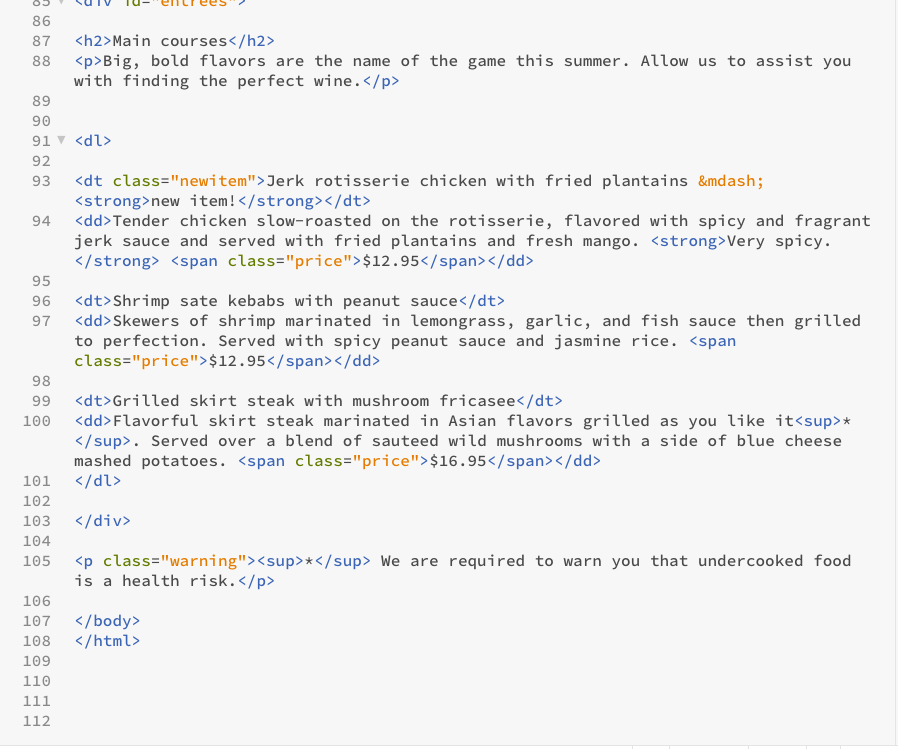 85 <div id="entrees">
86
87 <h2>Main courses</h2>
88 <p>Big, bold flavors are the name of the game this summer. Allow us to assist you
with finding the perfect wine.</p>
89
90
91 <dl>
92
93 <dt class="newitem">Jerk rotisserie chicken with fried plantains &mdash;
<strong>new item!</strong></dt>
94 <dd>Tender chicken slow-roasted on the rotisserie, flavored with spicy and fragrant
jerk sauce and served with fried plantains and fresh mango. <strong>Very spicy.
</strong> <span class="price">$12.95</span></dd>
95
96 <dt>Shrimp sate kebabs with peanut sauce</dt>
97 <dd>Skewers of shrimp marinated in lemongrass, garlic, and fish sauce then grilled
to perfection. Served with spicy peanut sauce and jasmine rice. <span
class="price">$12.95</span></dd>
98
99 <dt>Grilled skirt steak with mushroom fricasee</dt>
100 <dd>Flavorful skirt steak marinated in Asian flavors grilled as you like it<sup>*
</sup>. Served over a blend of sauteed wild mushrooms with a side of blue cheese
mashed potatoes. <span class="price">$16.95</span></dd>
101 </dl>
102
103 </div>
104
105 <p class="warning"><sup>*</sup> We are required to warn you that undercooked food
is a health risk.</p>
106
107 </body>
108 </html>
109
110
111
112